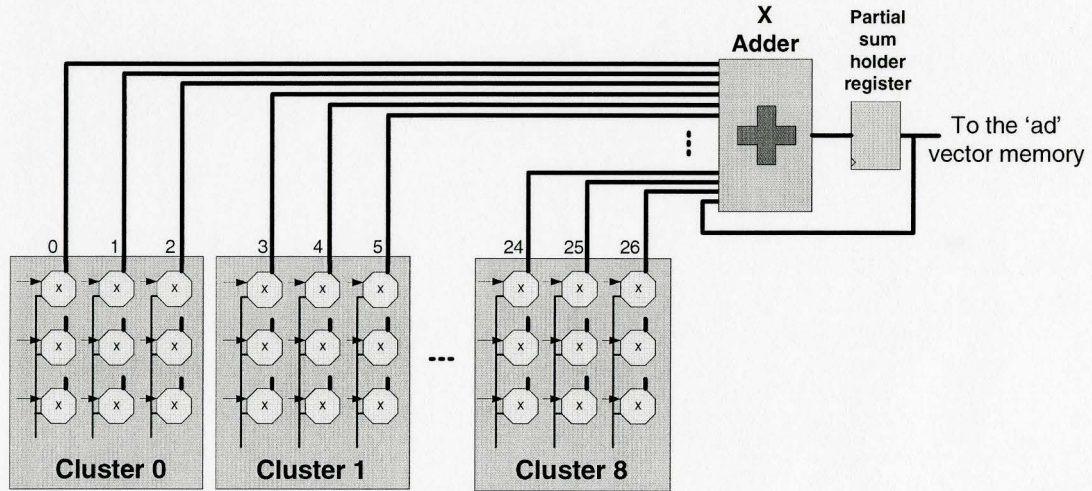 X
Adder
Partial
sum
holder
register
To the 'ad'
vector memory
0 1 2 3 4 5 24 25 26
x x x x x x x x x
x x x x x x x x x
x x x x x x x x x
Cluster 0 Cluster 1 Cluster 8